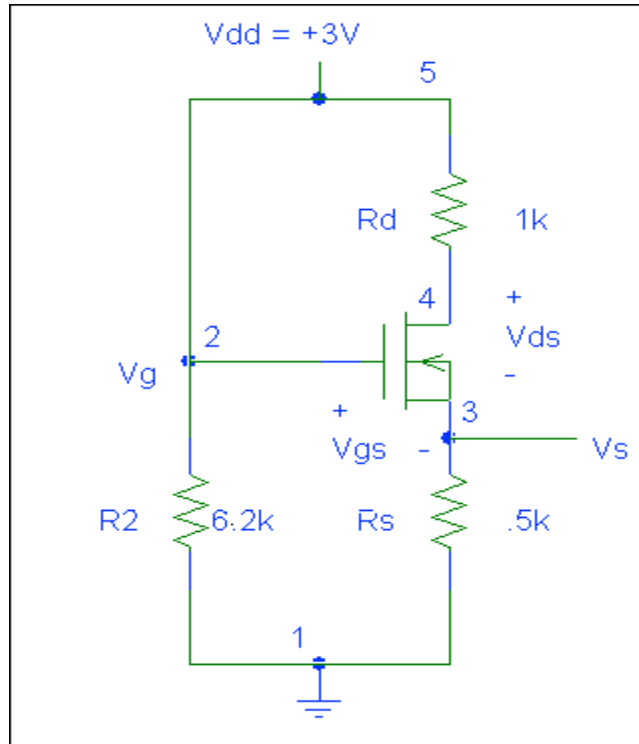 Vdd = +3V
5
Rd 1k
4 +
2 Vds
Vg -
+ 3
Vgs - Vs
R2 6.2k Rs .5k
1